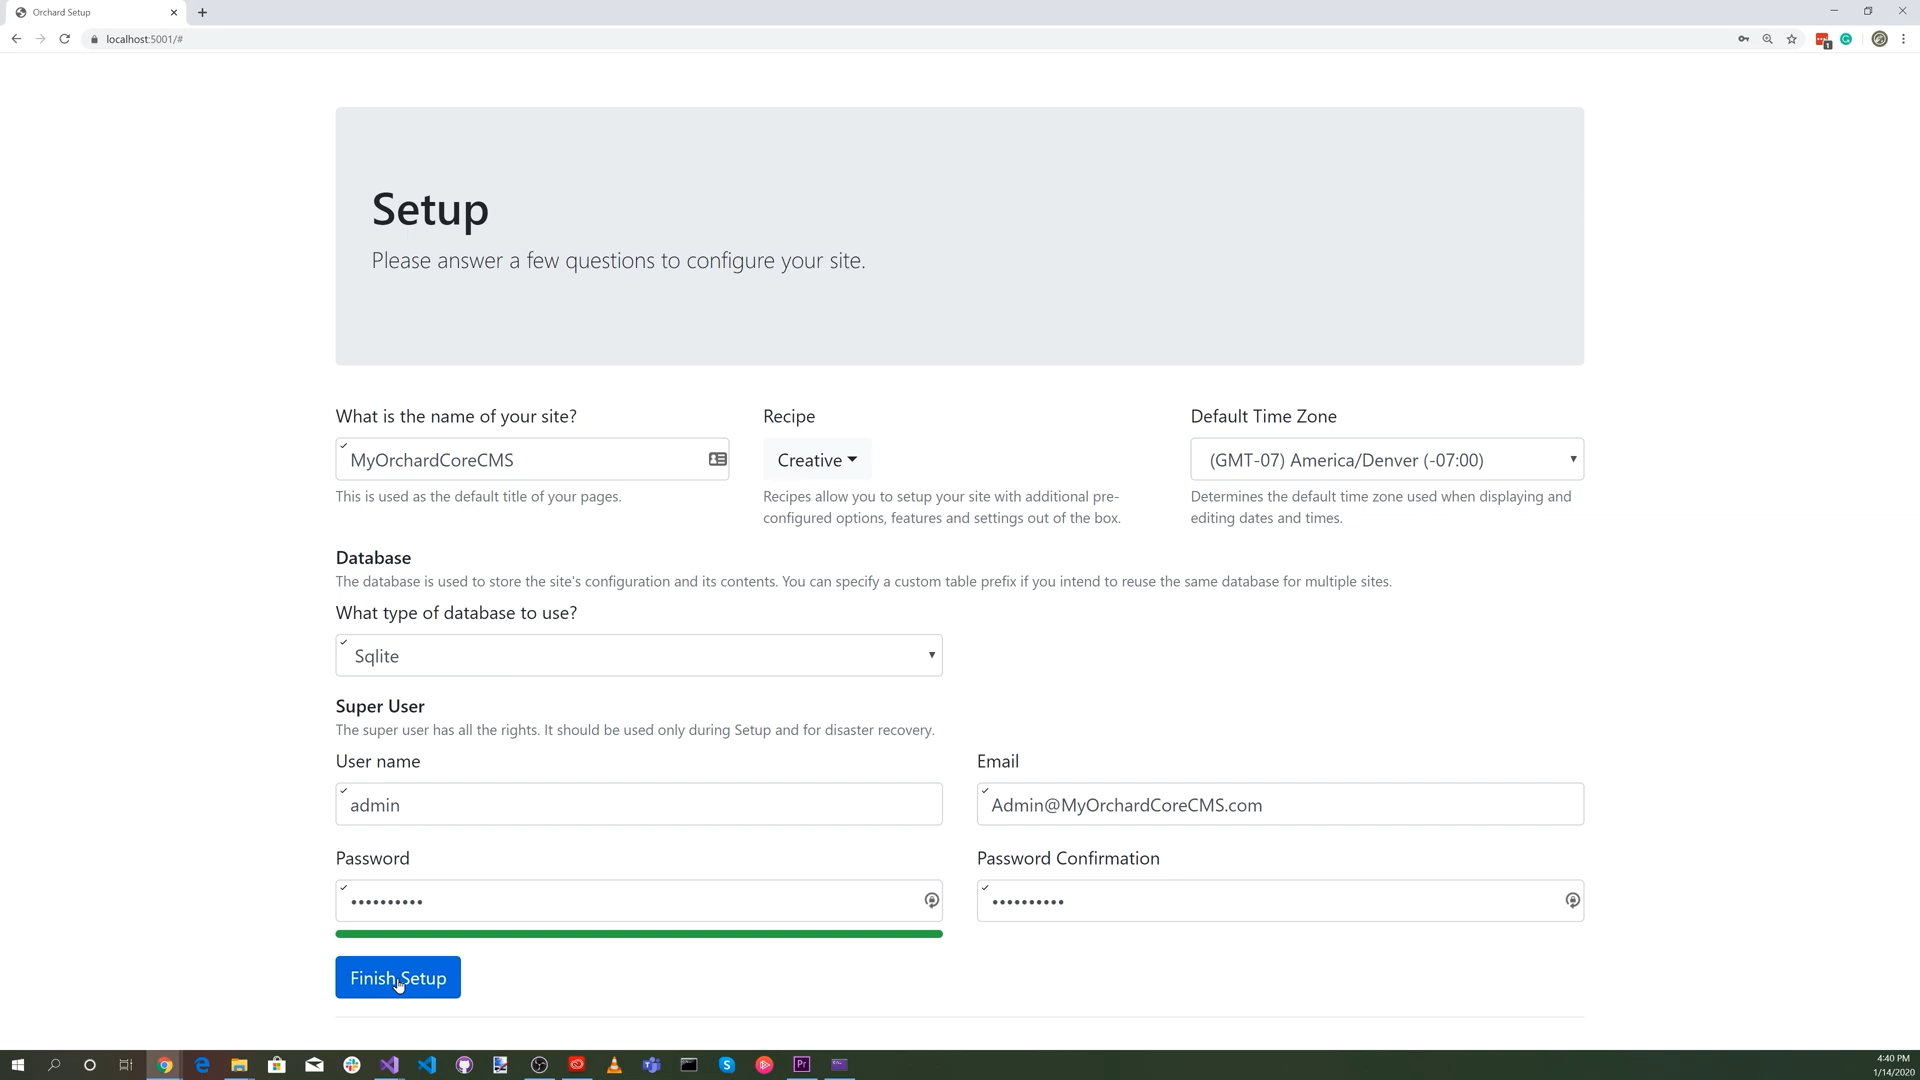 Orchard Setup
localhost:5001/#
1
Setup
Please answer a few questions to configure your site.
What is the name of your site?
Recipe
Default Time Zone
MyOrchardCoreCMS
Creative
(GMT-07) America/Denver (-07:00)
This is used as the default title of your pages.
Recipes allow you to setup your site with additional pre-
configured options, features and settings out of the box.
Determines the default time zone used when displaying and
editing dates and times.
Database
The database is used to store the site's configuration and its contents. You can specify a custom table prefix if you intend to reuse the same database for multiple sites.
What type of database to use?
Sqlite
Super User
The super user has all the rights. It should be used only during Setup and for disaster recovery.
User name
Email
admin
Admin@MyOrchardCoreCMS.com
Password
Password Confirmation
••••••••••
••••••••••
Finish Setup
Pr
4:40 PM
1/14/2020